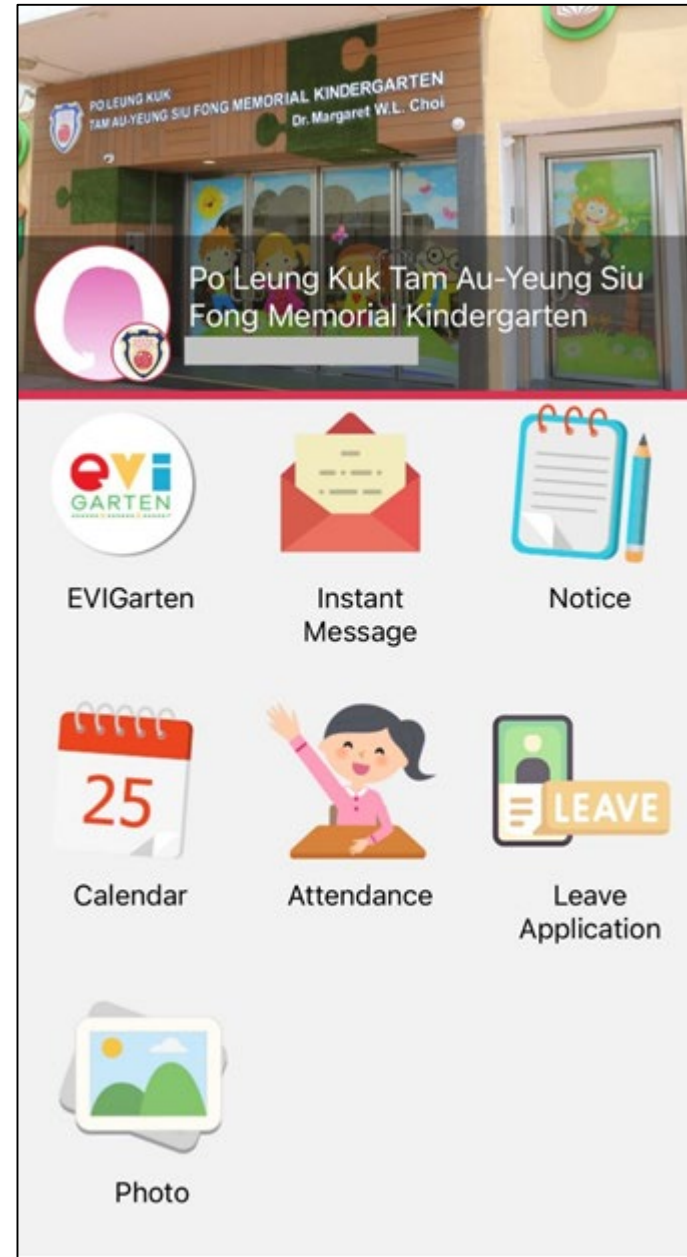 PO LEUNG KUK
TAM AU-YEUNG SIU FONG MEMORIAL KINDERGARTEN
Dr. Margaret W.L. Choi
Po Leung Kuk Tam Au-Yeung Siu
Fong Memorial Kindergarten
evi
GARTEN
EVIGarten
Instant
Message
Notice
25
Calendar
Attendance
LEAVE
Leave
Application
Photo